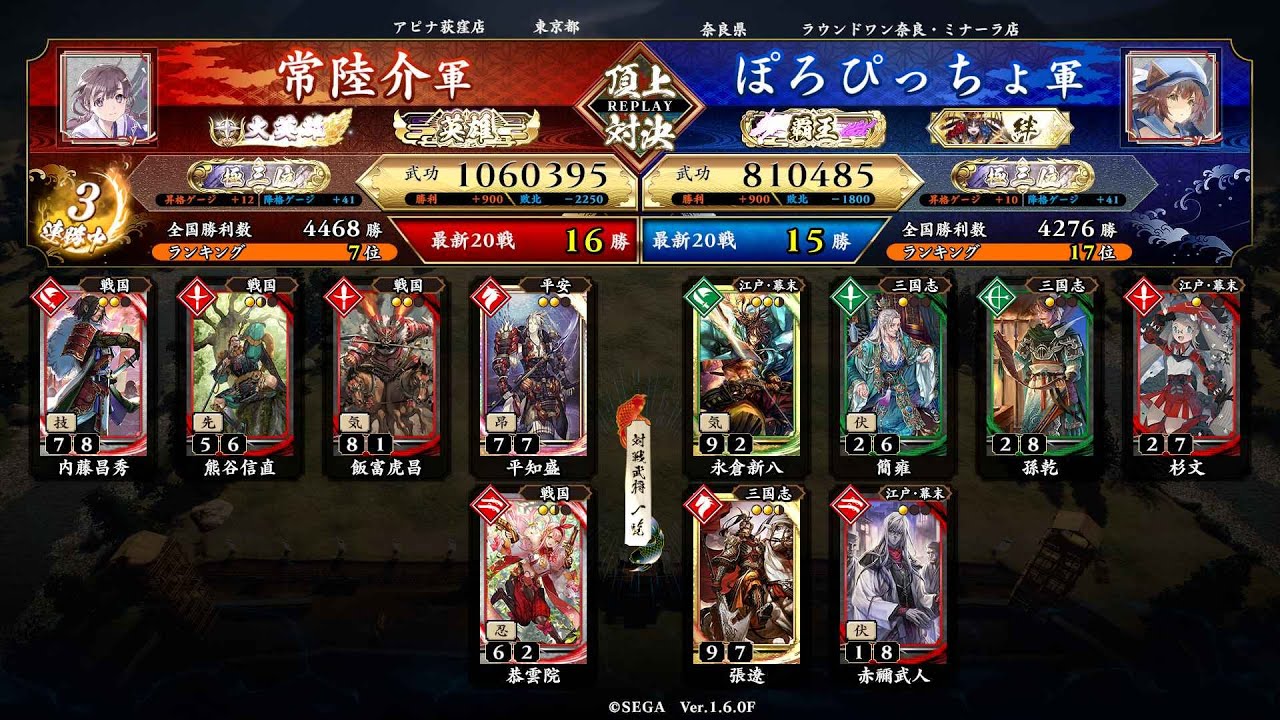 アピナ荻窪店 東京都
奈良県 ラウンドワン奈良・ミナーラ店
常陸介軍
頂上
REPLAY
対決
ぽろぴっちょ軍
大英雄 英雄
覇王 絆
3
連勝中
極三位
昇格ゲージ +12 降格ゲージ +41
武功 1060395
勝利 +900 敗北 -2250
武功 810485
勝利 +900 敗北 -1800
極三位
昇格ゲージ +10 降格ゲージ +41
全国勝利数 4468勝
ランキング 7位
最新20戦 16勝
最新20戦 15勝
全国勝利数 4276勝
ランキング 17位
戦国
技
7 8
内藤昌秀
戦国
先
5 6
熊谷信直
戦国
気
8 1
飯富虎昌
平安
昂
7 7
平知盛
戦国
忍
6 2
恭雲院
対戦武将一覧
江戸・幕末
気
9 2
永倉新八
三国志
伏
2 6
簡雍
三国志
2 8
孫乾
江戸・幕末
2 7
杉文
三国志
9 7
張遼
江戸・幕末
伏
1 8
赤禰武人
©SEGA Ver.1.6.0F